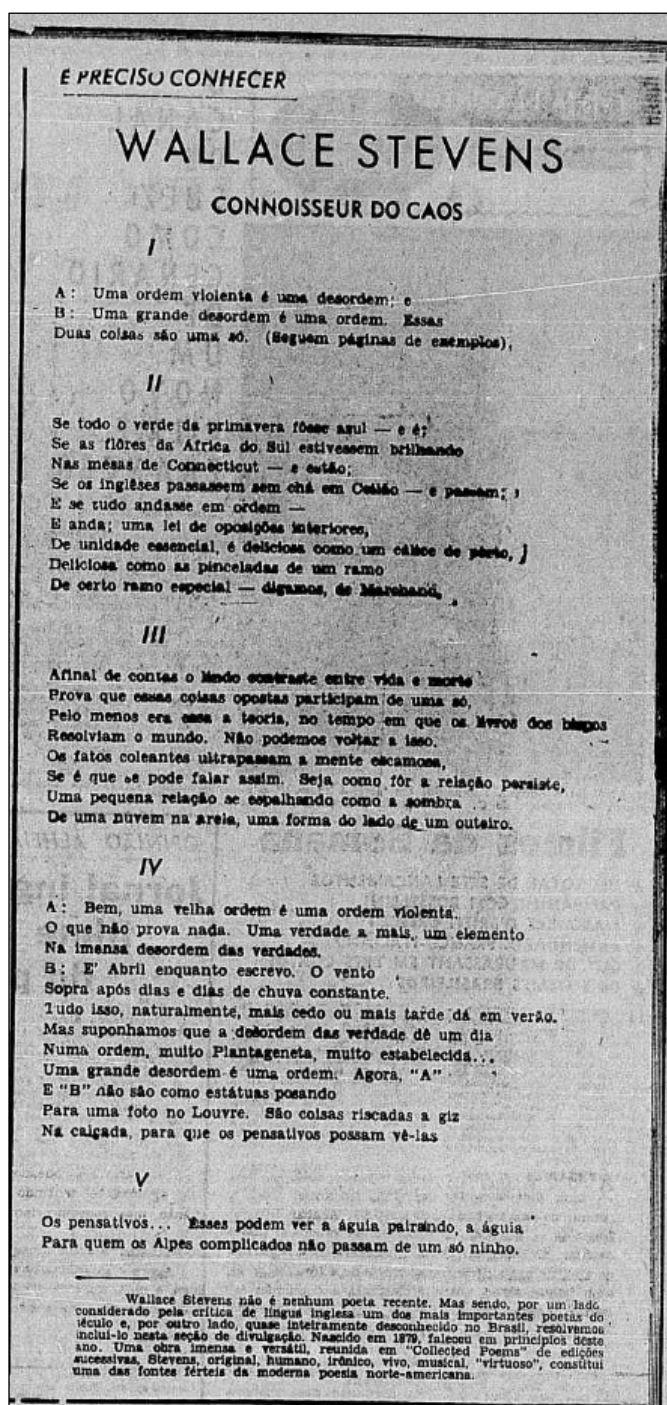 É PRECISO CONHECER
WALLACE STEVENS
CONNOISSEUR DO CAOS
I
A: Uma ordem violenta é uma desordem; e
B: Uma grande desordem é uma ordem. Essas
Duas coisas são uma só. (Seguem páginas de exemplos).
II
Se todo o verde da primavera fôsse azul — e é;
Se as flôres da África do Sul estivessem brilhando
Nas mesas de Connecticut — e estão;
Se os inglêses passassem sem chá em Ceilão — e passam;
E se tudo andasse em ordem —
E anda; uma lei de oposições interiores,
De unidade essencial, é deliciosa como um cálice de pôrto,
Deliciosa como as pinceladas de um ramo
De certo ramo especial — digamos, de Marchand,
III
Afinal de contas o lindo contraste entre vida e morte
Prova que essas coisas opostas participam de uma só,
Pelo menos era essa a teoria, no tempo em que os livros dos bispos
Resolviam o mundo. Não podemos voltar a isso.
Os fatos coleantes ultrapassam a mente escamosa,
Se é que se pode falar assim. Seja como fôr a relação persiste,
Uma pequena relação se espalhando como a sombra
De uma nuvem na areia, uma forma do lado de um outeiro.
IV
A: Bem, uma velha ordem é uma ordem violenta.
O que não prova nada. Uma verdade a mais, um elemento
Na imensa desordem das verdades.
B: E' Abril enquanto escrevo. O vento
Sopra após dias e dias de chuva constante.
Tudo isso, naturalmente, mais cedo ou mais tarde dá em verão.
Mas suponhamos que a desordem das verdade dê um dia
Numa ordem, muito Plantageneta, muito estabelecida...
Uma grande desordem é uma ordem. Agora, "A"
E "B" não são como estátuas posando
Para uma foto no Louvre. São coisas riscadas a giz
Na calçada, para que os pensativos possam vê-las
V
Os pensativos... Esses podem ver a águia pairando, a águia
Para quem os Alpes complicados não passam de um só ninho.
Wallace Stevens não é nenhum poeta recente. Mas sendo, por um lado
considerado pela crítica de língua inglesa um dos mais importantes poetas do
século e, por outro lado, quase inteiramente desconhecido no Brasil, resolvemos
incluí-lo nesta seção de divulgação. Nascido em 1879, faleceu em princípios deste
ano. Uma obra imensa e versátil, reunida em "Collected Poems" de edições
sucessivas, Stevens, original, humano, irônico, vivo, musical, "virtuoso", constitui
uma das fontes férteis da moderna poesia norte-americana.